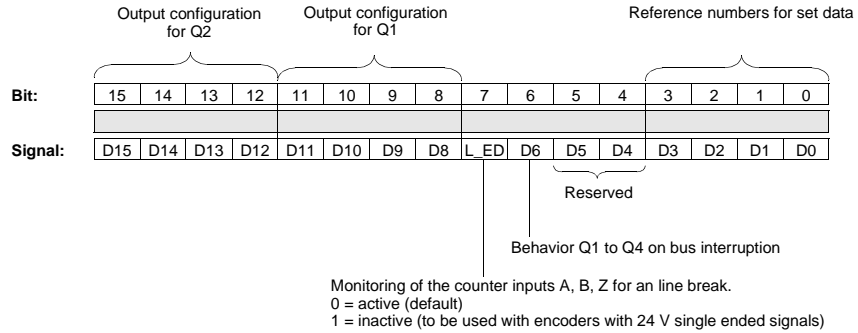 Output configuration for Q2
Output configuration for Q1
Reference numbers for set data
Bit: 15 14 13 12 11 10 9 8 7 6 5 4 3 2 1 0
Signal: D15 D14 D13 D12 D11 D10 D9 D8 L_ED D6 D5 D4 D3 D2 D1 D0
Reserved
Behavior Q1 to Q4 on bus interruption
Monitoring of the counter inputs A, B, Z for an line break.
0 = active (default)
1 = inactive (to be used with encoders with 24 V single ended signals)